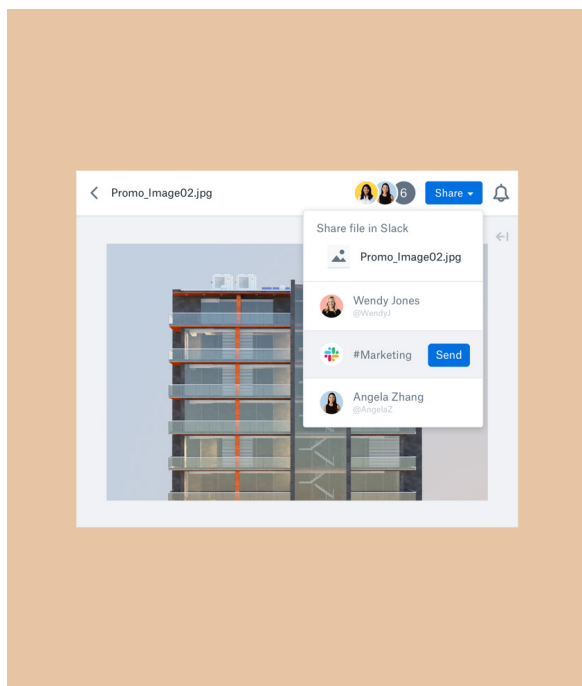 Promo_Image02.jpg
6
Share
Share file in Slack
Promo_Image02.jpg
Wendy Jones
@WendyJ
#Marketing
Send
Angela Zhang
@AngelaZ